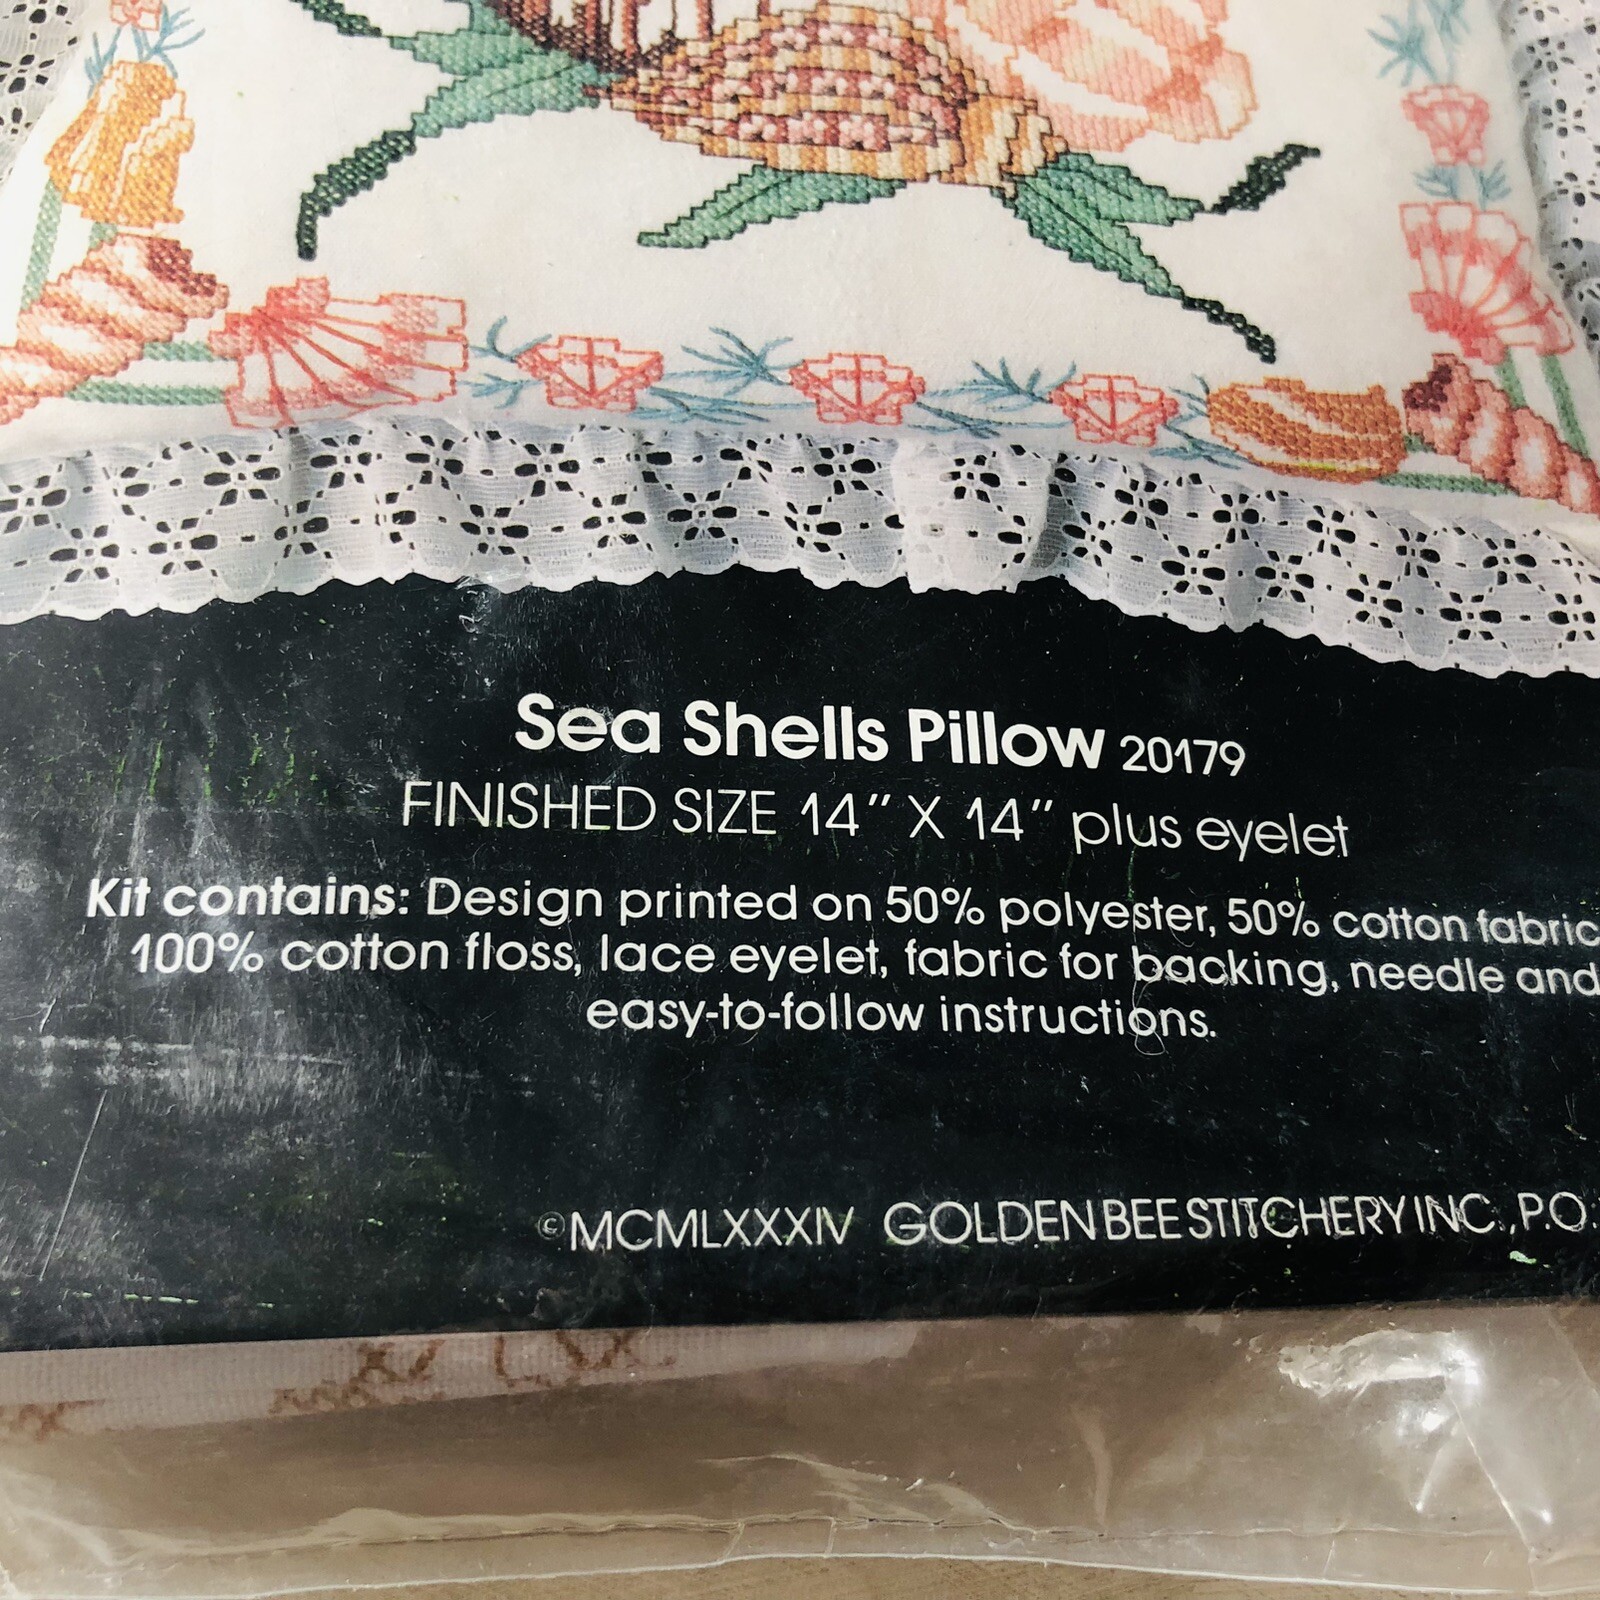 Sea Shells Pillow 20179
FINISHED SIZE 14" X 14" plus eyelet
Kit contains: Design printed on 50% polyester, 50% cotton fabric
100% cotton floss, lace eyelet, fabric for backing, needle and
easy-to-follow instructions.
©MCMLXXXIV GOLDEN BEE STITCHERY INC., P.O.